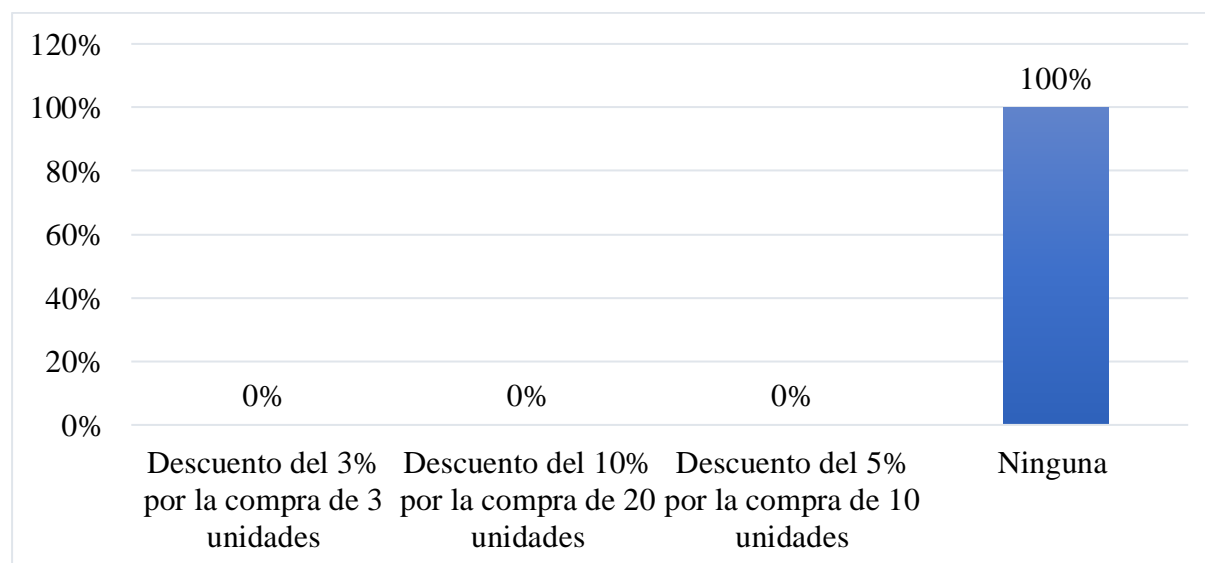 120%
100%
80%
60%
40%
20%
0%
0%
0%
0%
100%
Descuento del 3%
por la compra de 3
unidades
Descuento del 10%
por la compra de 20
unidades
Descuento del 5%
por la compra de 10
unidades
Ninguna